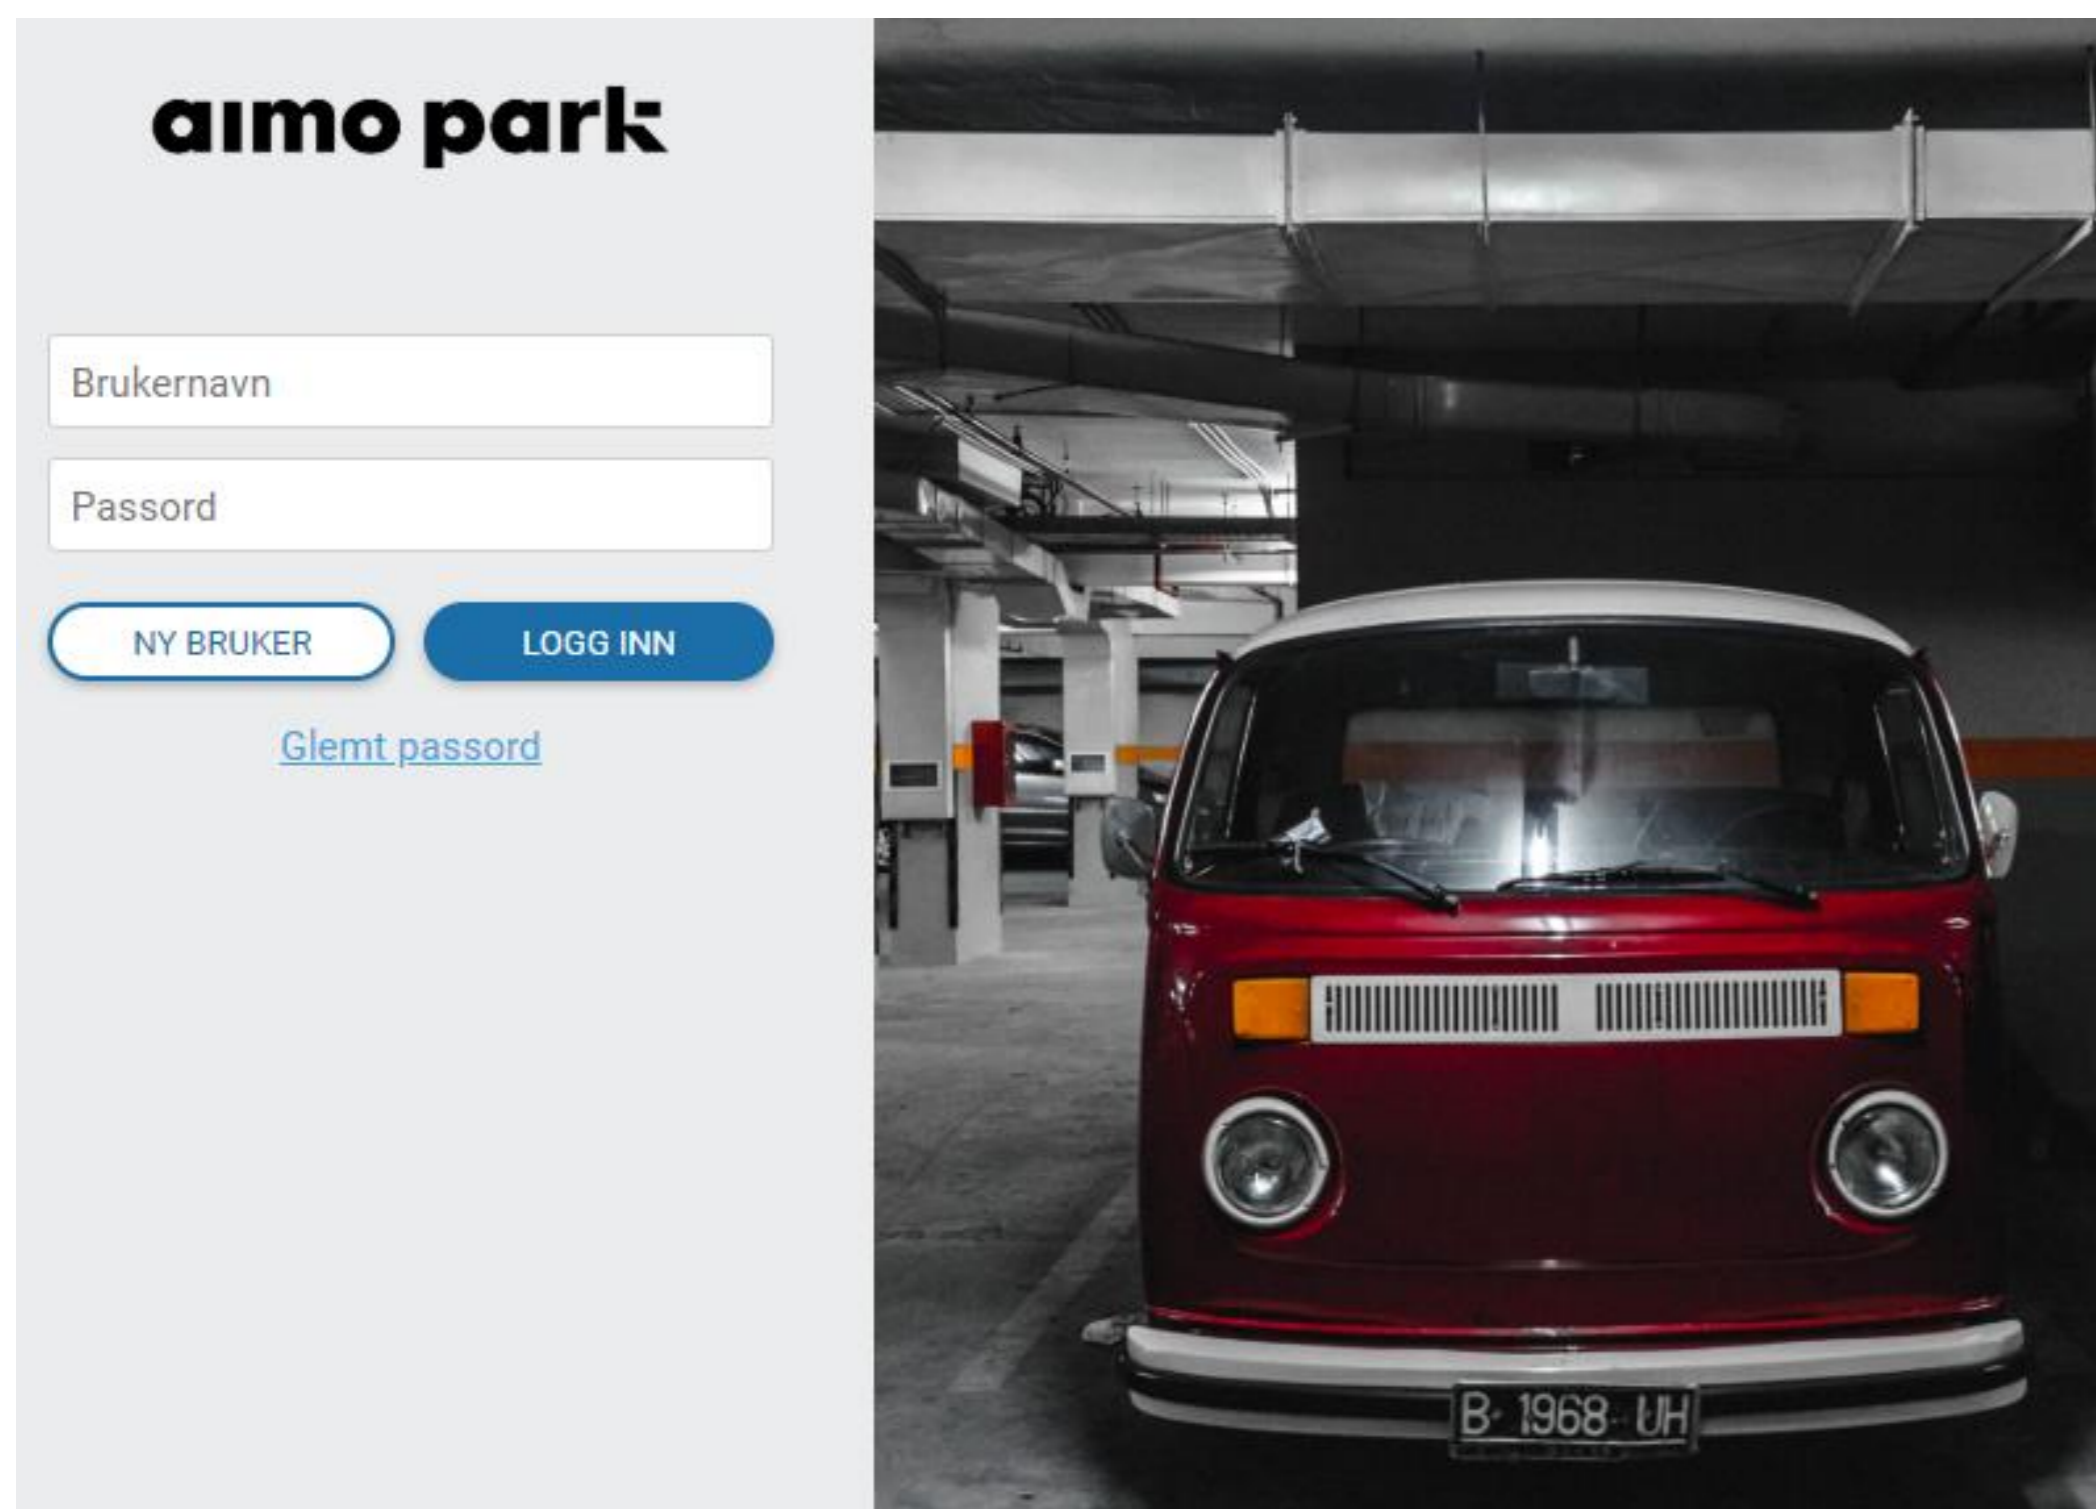 aimo park
Brukernavn
Passord
NY BRUKER
LOGG INN
Glemt passord
B 1968 UH